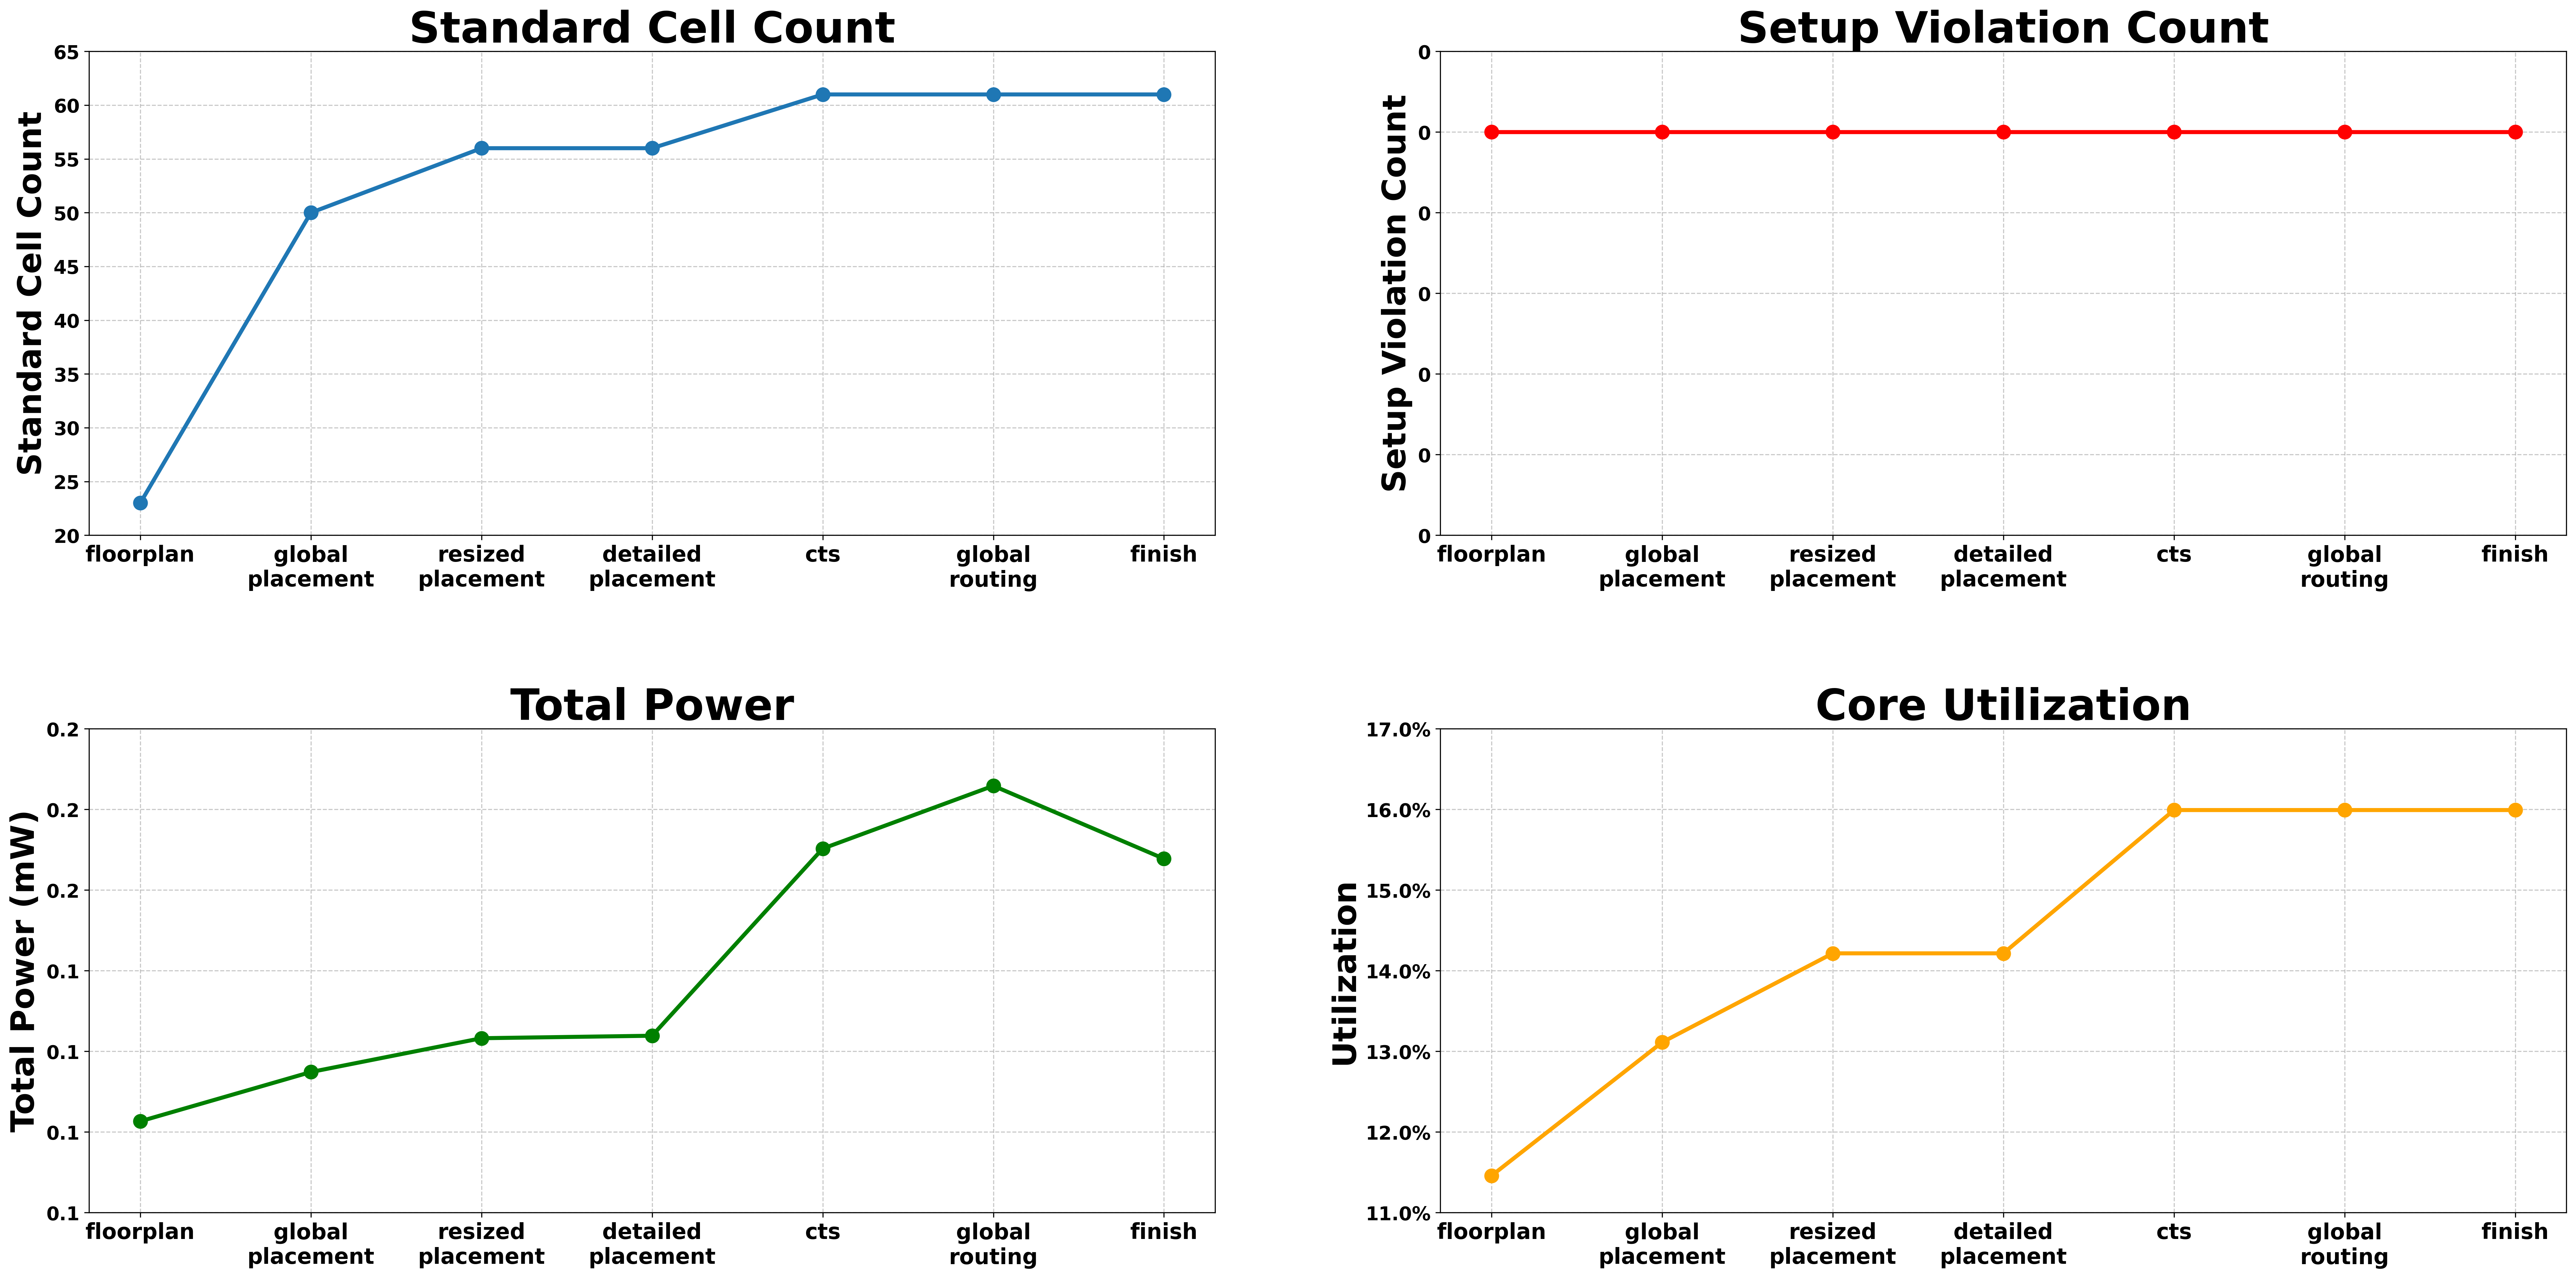 Standard Cell Count
Standard Cell Count
65
60
55
50
45
40
35
30
25
20
floorplan
global
placement
resized
placement
detailed
placement
cts
global
routing
finish
Setup Violation Count
Setup Violation Count
0
0
0
0
0
0
0
floorplan
global
placement
resized
placement
detailed
placement
cts
global
routing
finish
Total Power
Total Power (mW)
0.2
0.2
0.2
0.1
0.1
0.1
0.1
floorplan
global
placement
resized
placement
detailed
placement
cts
global
routing
finish
Core Utilization
Utilization
17.0%
16.0%
15.0%
14.0%
13.0%
12.0%
11.0%
floorplan
global
placement
resized
placement
detailed
placement
cts
global
routing
finish